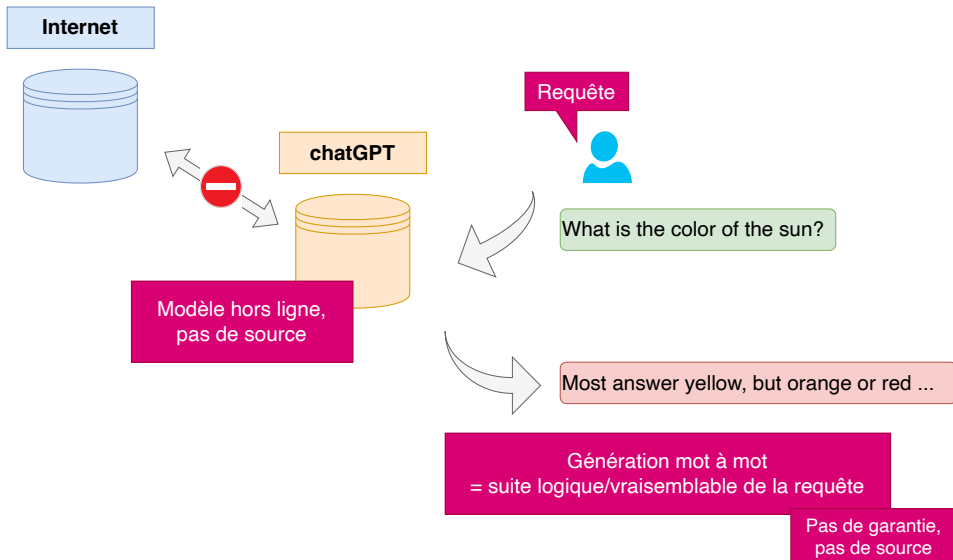 Internet
Requête
chatGPT
What is the color of the sun?
Modèle hors ligne,
pas de source
Most answer yellow, but orange or red ...
Génération mot à mot
= suite logique/vraisemblable de la requête
Pas de garantie,
pas de source